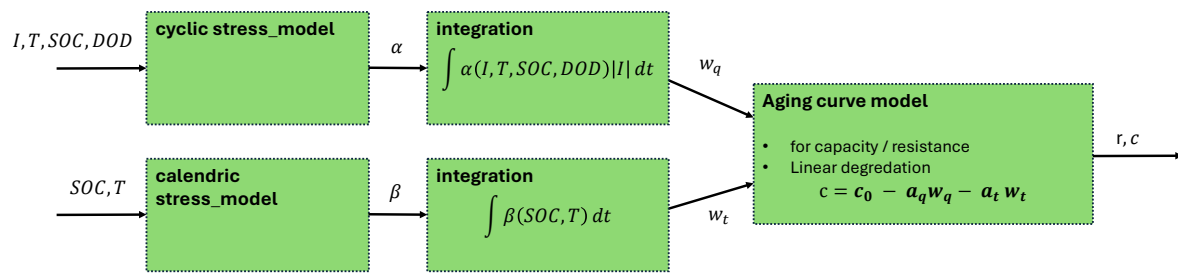 I,T,SOC,DOD
cyclic stress_model
α
integration
∫ α(I,T,SOC,DOD)|I| dt
w_q
SOC,T
calendric
stress_model
β
integration
∫ β(SOC,T) dt
w_t
Aging curve model
• for capacity / resistance
• Linear degredation
c = c_0 − a_q w_q − a_t w_t
r, c